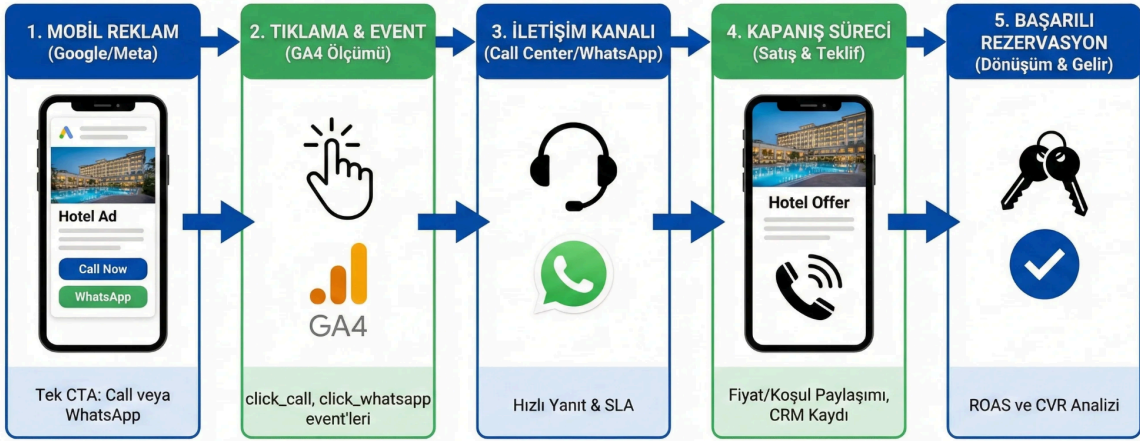 1. MOBİL REKLAM
(Google/Meta)
Hotel Ad
Call Now
WhatsApp
Tek CTA: Call veya
WhatsApp
2. TIKLAMA & EVENT
(GA4 Ölçümü)
GA4
click_call, click_whatsapp
event'leri
3. İLETİŞİM KANALI
(Call Center/WhatsApp)
Hızlı Yanıt & SLA
4. KAPANIŞ SÜRECİ
(Satış & Teklif)
Hotel Offer
Fiyat/Koşul Paylaşımı,
CRM Kaydı
5. BAŞARILI
REZERVASYON
(Dönüşüm & Gelir)
ROAS ve CVR Analizi